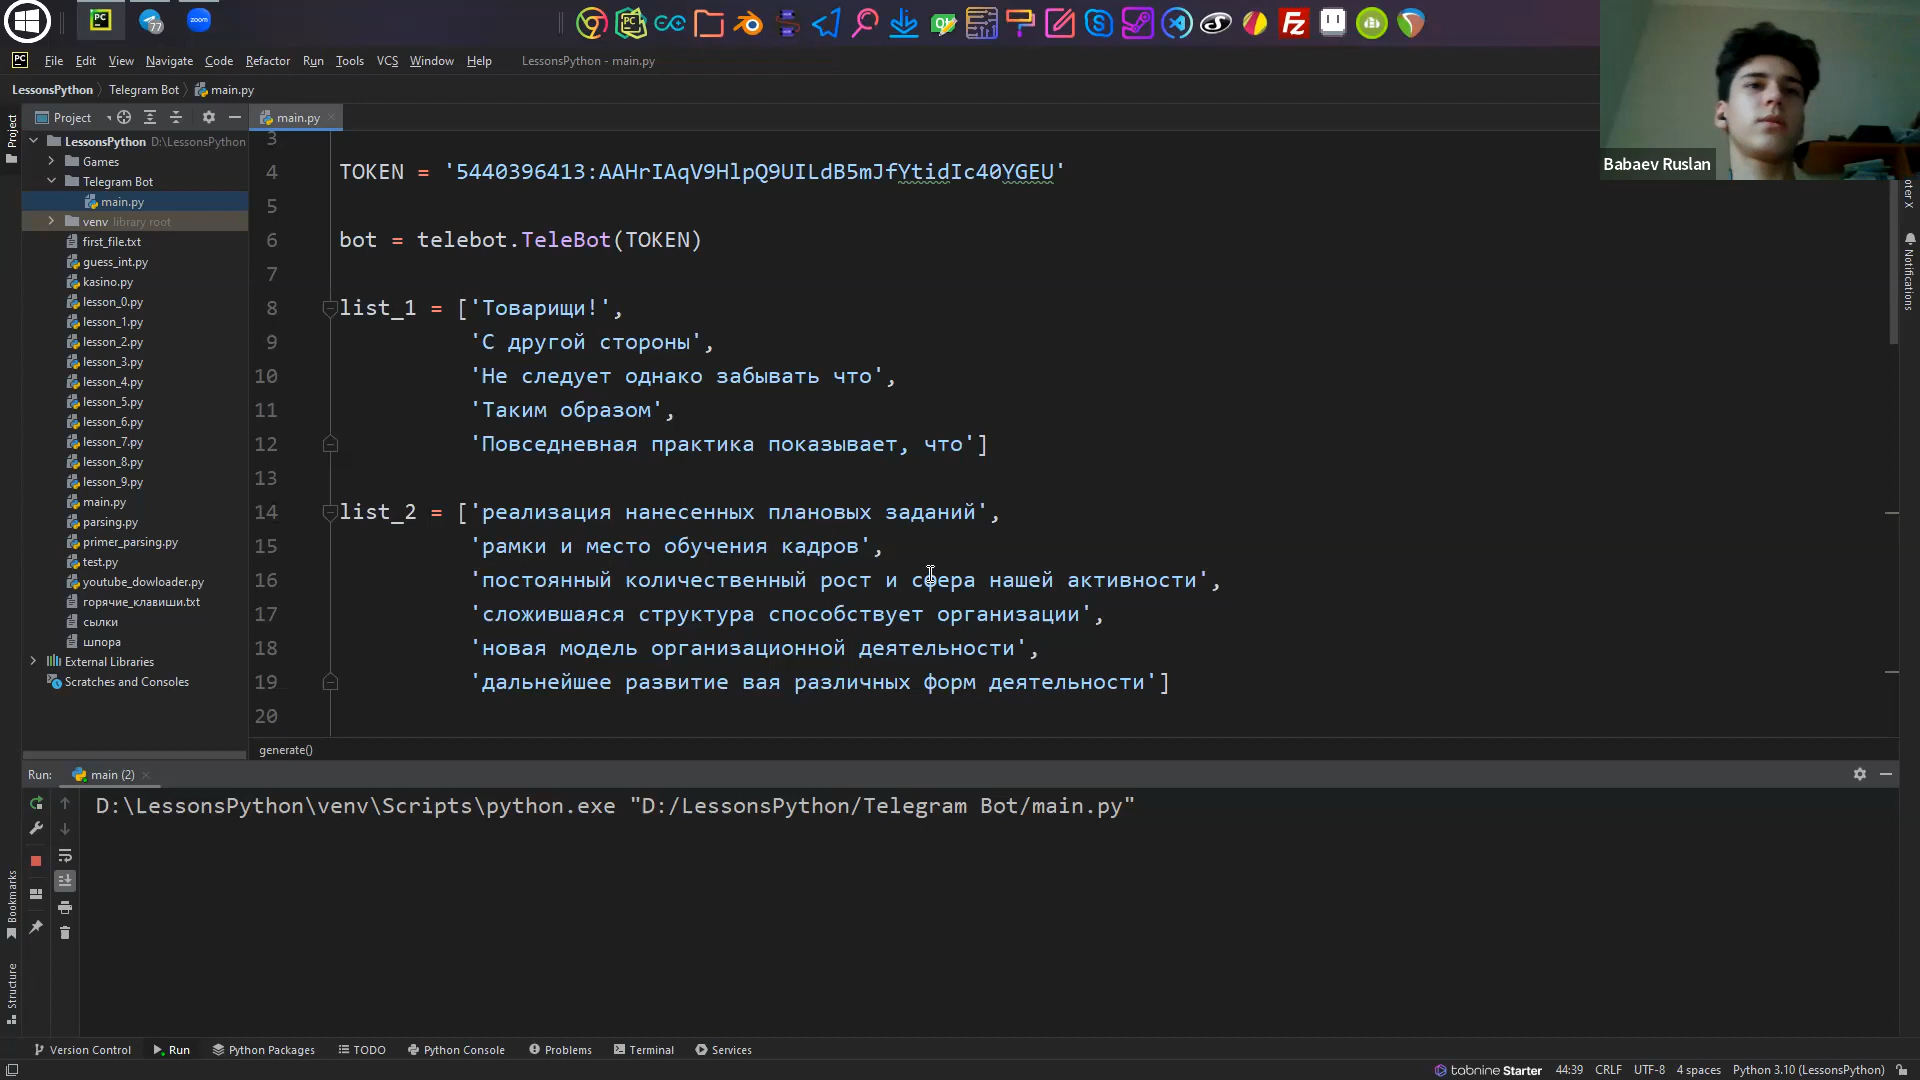 PC
77
zoom
PC File Edit View Navigate Code Refactor Run Tools VCS Window Help LessonsPython - main.py
LessonsPython Telegram Bot main.py
Project main.py
Babaev Ruslan
LessonsPython D:\LessonsPython
Games
Telegram Bot
main.py
venv library root
first_file.txt
guess_int.py
kasino.py
lesson_0.py
lesson_1.py
lesson_2.py
lesson_3.py
lesson_4.py
lesson_5.py
lesson_6.py
lesson_7.py
lesson_8.py
lesson_9.py
main.py
parsing.py
primer_parsing.py
test.py
youtube_dowloader.py
горячие_клавиши.txt
сылки
шпора
External Libraries
Scratches and Consoles
Project
3
4 TOKEN = '5440396413:AAHrIAqV9HlpQ9UILdB5mJfYtidIc40YGEU'
5
6 bot = telebot.TeleBot(TOKEN)
7
8 list_1 = ['Товарищи!',
9 'С другой стороны',
10 'Не следует однако забывать что',
11 'Таким образом',
12 'Повседневная практика показывает, что']
13
14 list_2 = ['реализация нанесенных плановых заданий',
15 'рамки и место обучения кадров',
16 'постоянный количественный рост и сфера нашей активности',
17 'сложившаяся структура способствует организации',
18 'новая модель организационной деятельности',
19 'дальнейшее развитие вая различных форм деятельности']
20
generate()
Notifications
Run: main (2)
D:\LessonsPython\venv\Scripts\python.exe "D:/LessonsPython/Telegram Bot/main.py"
Bookmarks
Structure
Version Control Run Python Packages TODO Python Console Problems Terminal Services
tabnine Starter 44:39 CRLF UTF-8 4 spaces Python 3.10 (LessonsPython)